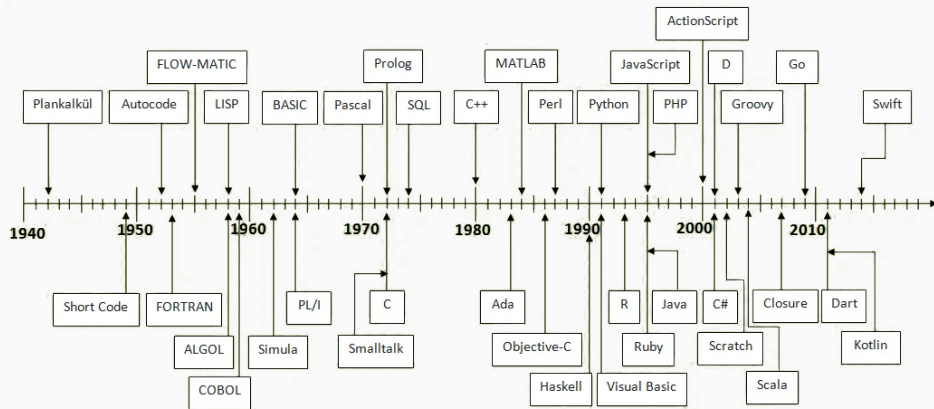 ActionScript
FLOW-MATIC
Prolog
MATLAB
JavaScript
D
Go
Plankalkül
Autocode
LISP
BASIC
Pascal
SQL
C++
Perl
Python
PHP
Groovy
Swift
1940
1950
1960
1970
1980
1990
2000
2010
Short Code
FORTRAN
PL/I
C
Ada
R
Java
C#
Closure
Dart
ALGOL
Simula
Smalltalk
Objective-C
Ruby
Scratch
Kotlin
COBOL
Haskell
Visual Basic
Scala